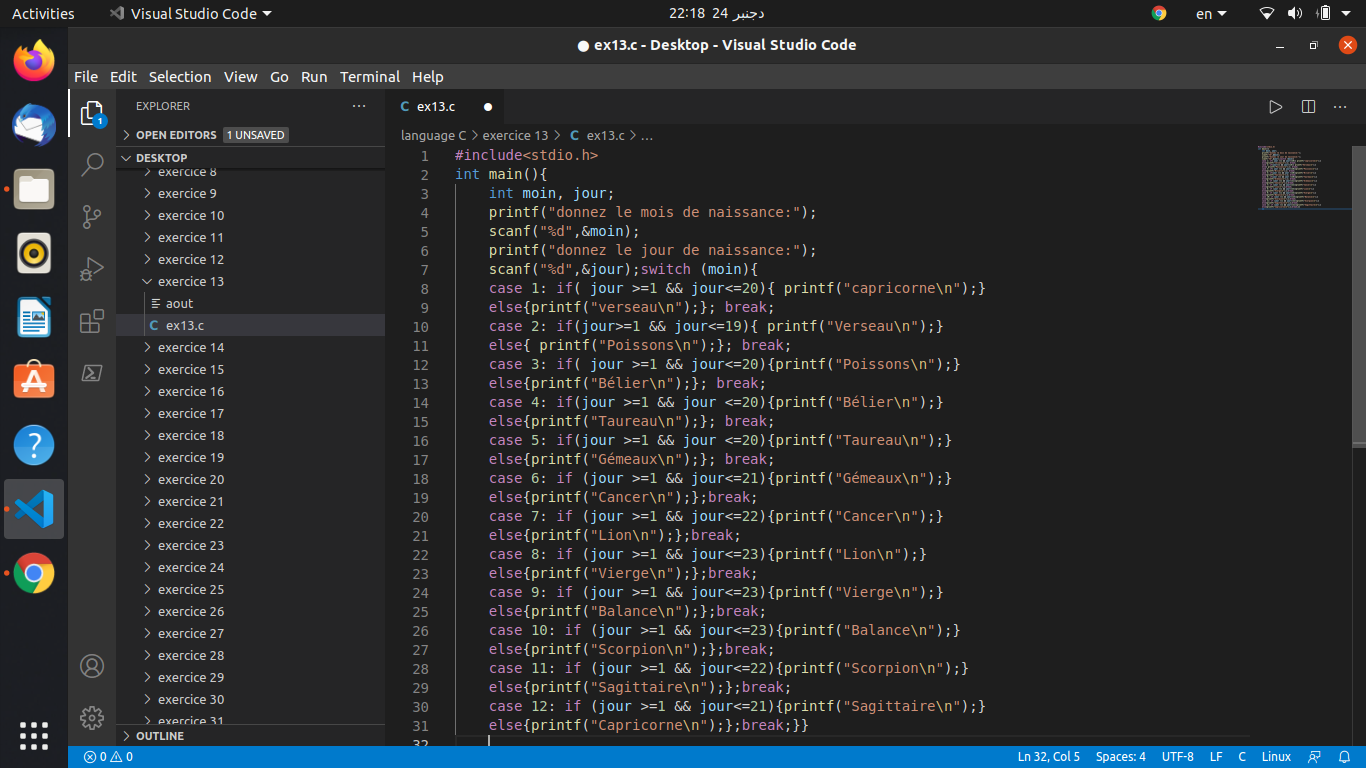 Activities
Visual Studio Code
22:18 24 دجنبر
en
● ex13.c - Desktop - Visual Studio Code
File Edit Selection View Go Run Terminal Help
EXPLORER
OPEN EDITORS 1 UNSAVED
DESKTOP
exercice 8
exercice 9
exercice 10
exercice 11
exercice 12
exercice 13
aout
C ex13.c
exercice 14
exercice 15
exercice 16
exercice 17
exercice 18
exercice 19
exercice 20
exercice 21
exercice 22
exercice 23
exercice 24
exercice 25
exercice 26
exercice 27
exercice 28
exercice 29
exercice 30
exercice 31
OUTLINE
1
C ex13.c ●
language C > exercice 13 > C ex13.c > ...
1 #include<stdio.h>
2 int main(){
3 int moin, jour;
4 printf("donnez le mois de naissance:");
5 scanf("%d",&moin);
6 printf("donnez le jour de naissance:");
7 scanf("%d",&jour);switch (moin){
8 case 1: if( jour >=1 && jour<=20){ printf("capricorne\n");}
9 else{printf("verseau\n");}; break;
10 case 2: if(jour>=1 && jour<=19){ printf("Verseau\n");}
11 else{ printf("Poissons\n");}; break;
12 case 3: if( jour >=1 && jour<=20){printf("Poissons\n");}
13 else{printf("Bélier\n");}; break;
14 case 4: if(jour >=1 && jour <=20){printf("Bélier\n");}
15 else{printf("Taureau\n");}; break;
16 case 5: if(jour >=1 && jour <=20){printf("Taureau\n");}
17 else{printf("Gémeaux\n");}; break;
18 case 6: if (jour >=1 && jour<=21){printf("Gémeaux\n");}
19 else{printf("Cancer\n");};break;
20 case 7: if (jour >=1 && jour<=22){printf("Cancer\n");}
21 else{printf("Lion\n");};break;
22 case 8: if (jour >=1 && jour<=23){printf("Lion\n");}
23 else{printf("Vierge\n");};break;
24 case 9: if (jour >=1 && jour<=23){printf("Vierge\n");}
25 else{printf("Balance\n");};break;
26 case 10: if (jour >=1 && jour<=23){printf("Balance\n");}
27 else{printf("Scorpion\n");};break;
28 case 11: if (jour >=1 && jour<=22){printf("Scorpion\n");}
29 else{printf("Sagittaire\n");};break;
30 case 12: if (jour >=1 && jour<=21){printf("Sagittaire\n");}
31 else{printf("Capricorne\n");};break;}}
32
0 0
Ln 32, Col 5 Spaces: 4 UTF-8 LF C Linux